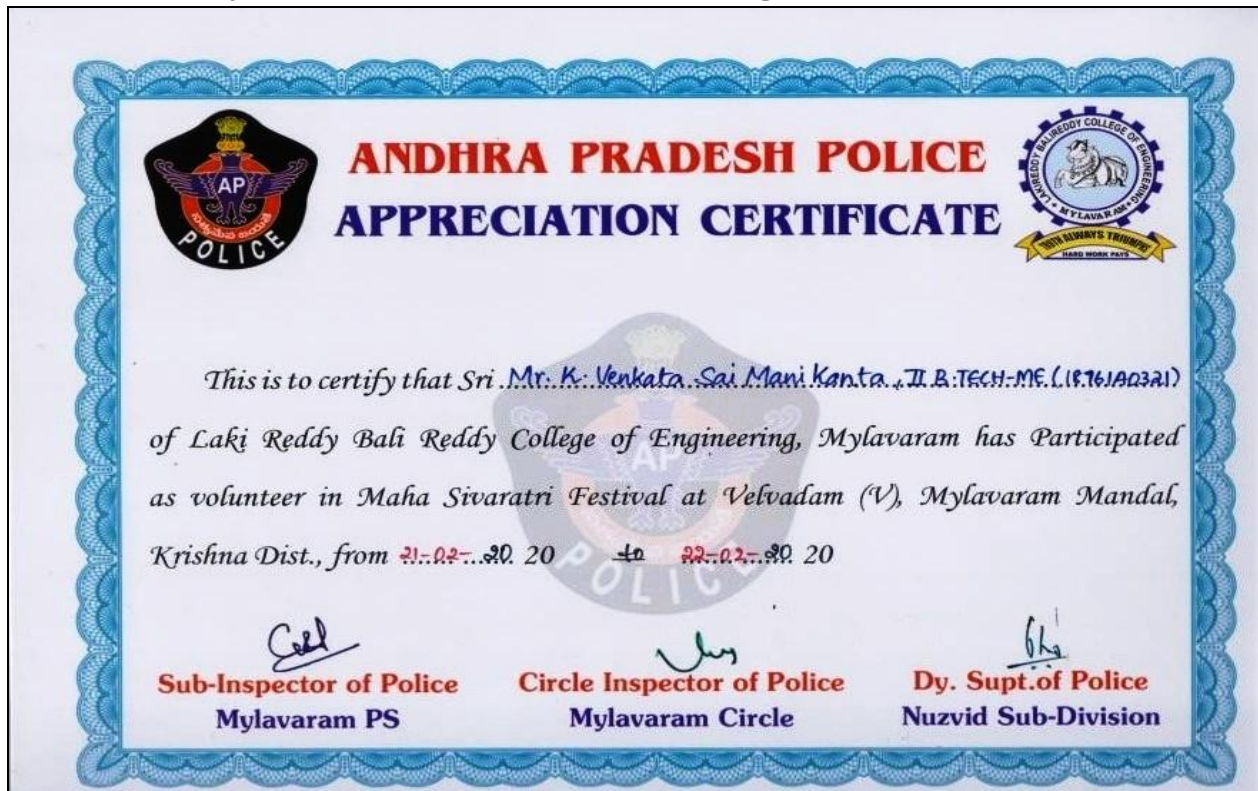 ANDHRA PRADESH POLICE
APPRECIATION CERTIFICATE
AP
POLICE
LAKIREDDY BALIREDDY COLLEGE OF ENGINEERING
MYLAVARAM
TRUTH ALWAYS TRIUMPHS
HARD WORK PAYS
This is to certify that Sri Mr. K. Venkata Sai Mani Kanta, II B.TECH-ME (18761A0321)
of Laki Reddy Bali Reddy College of Engineering, Mylavaram has Participated
as volunteer in Maha Sivaratri Festival at Velvadam (V), Mylavaram Mandal,
Krishna Dist., from 21-02-20 20 to 22-02-20 20
AP
POLICE
Sub-Inspector of Police
Mylavaram PS
Circle Inspector of Police
Mylavaram Circle
Dy. Supt.of Police
Nuzvid Sub-Division